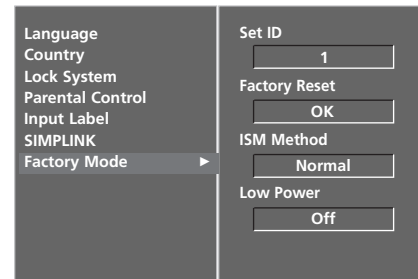 Language
Country
Lock System
Parental Control
Input Label
SIMPLINK
Factory Mode ►
Set ID
1
Factory Reset
OK
ISM Method
Normal
Low Power
Off